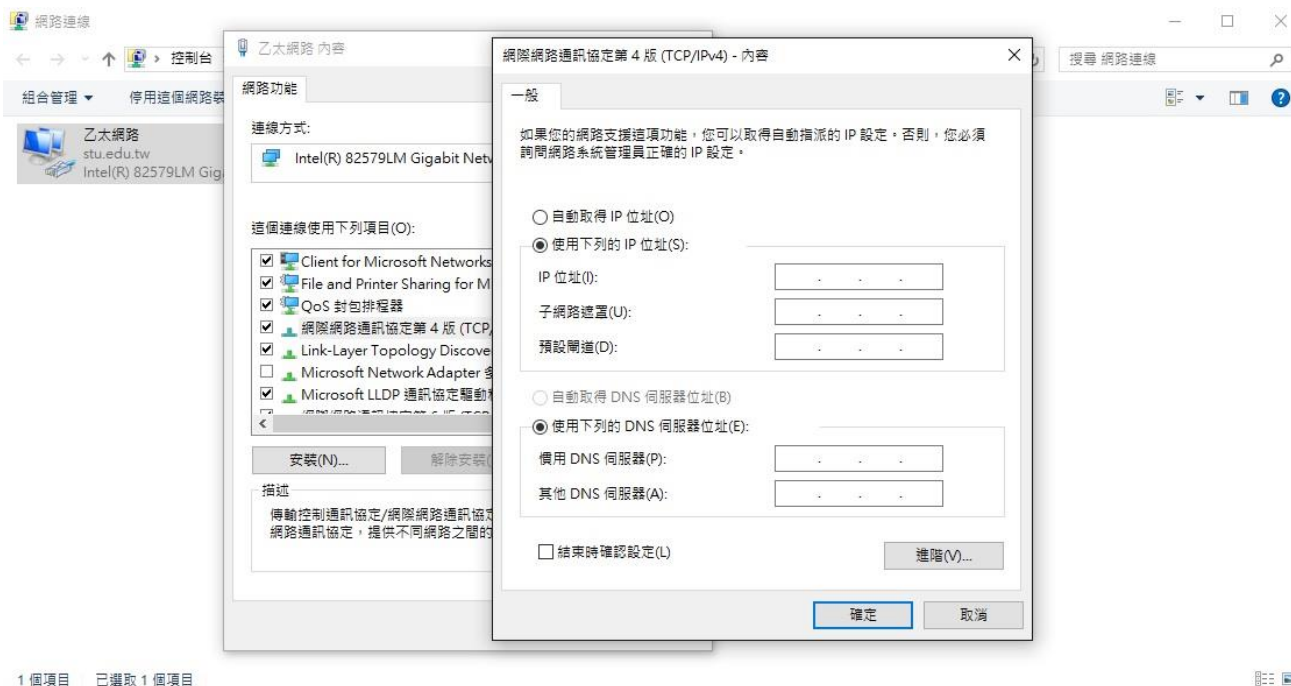 網路連線
控制台
搜尋 網路連線
組合管理
停用這個網路裝
乙太網路
stu.edu.tw
Intel(R) 82579LM Gig
乙太網路 內容
網路功能
連線方式:
Intel(R) 82579LM Gigabit Netw
這個連線使用下列項目(O):
Client for Microsoft Networks
File and Printer Sharing for M
QoS 封包排程器
網際網路通訊協定第 4 版 (TCP/
Link-Layer Topology Discove
Microsoft Network Adapter 多
Microsoft LLDP 通訊協定驅動程
安裝(N)...
解除安裝(
描述
傳輸控制通訊協定/網際網路通訊協定
網路通訊協定，提供不同網路之間的
網際網路通訊協定第 4 版 (TCP/IPv4) - 內容
一般
如果您的網路支援這項功能，您可以取得自動指派的 IP 設定。否則，您必須
詢問網路系統管理員正確的 IP 設定。
自動取得 IP 位址(O)
使用下列的 IP 位址(S):
IP 位址(I):
子網路遮罩(U):
預設閘道(D):
自動取得 DNS 伺服器位址(B)
使用下列的 DNS 伺服器位址(E):
慣用 DNS 伺服器(P):
其他 DNS 伺服器(A):
結束時確認設定(L)
進階(V)...
確定
取消
1 個項目
已選取 1 個項目